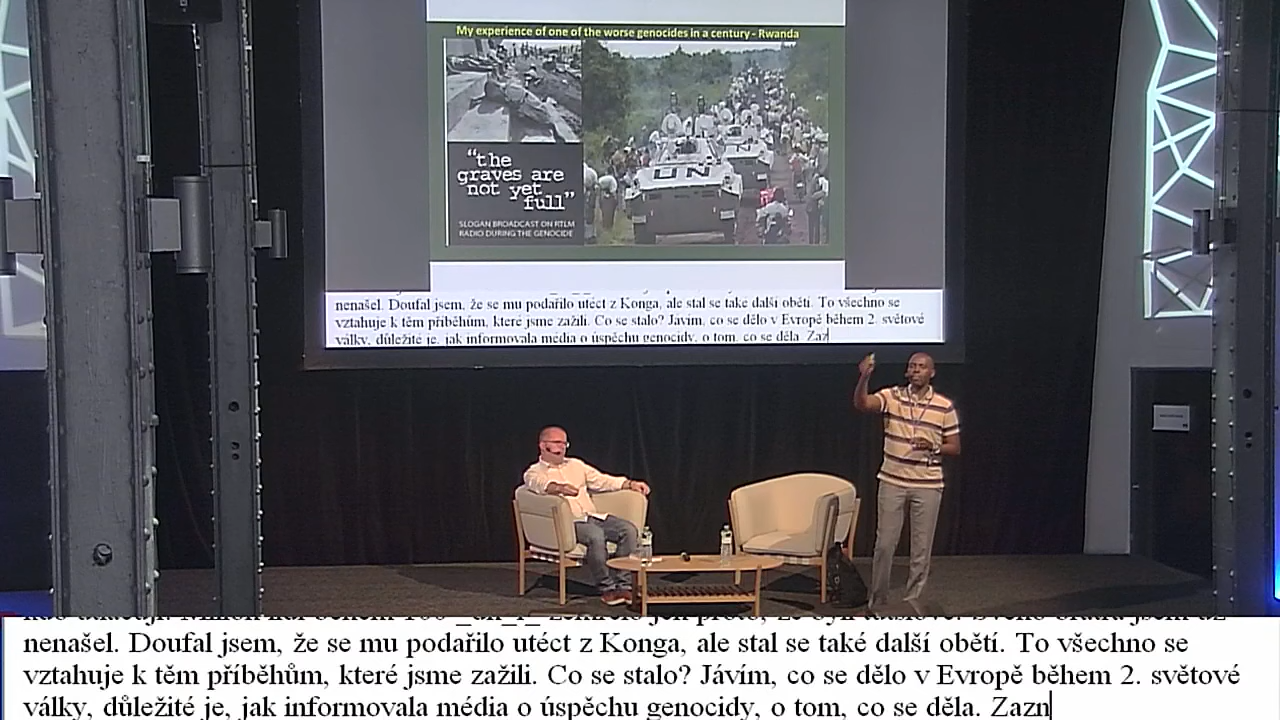 My experience of one of the worse genocides in a century - Rwanda
“the
graves are
not yet
full”
SLOGAN BROADCAST ON RTLM
RADIO DURING THE GENOCIDE
UN
nenašel. Doufal jsem, že se mu podařilo utéct z Konga, ale stal se také další obětí. To všechno se
vztahuje k těm příběhům, které jsme zažili. Co se stalo? Jávím, co se dělo v Evropě během 2. světové
války, důležité je, jak informovala média o úspěchu genocidy, o tom, co se děla. Zaz
nenašel. Doufal jsem, že se mu podařilo utéct z Konga, ale stal se také další obětí. To všechno se
vztahuje k těm příběhům, které jsme zažili. Co se stalo? Jávím, co se dělo v Evropě během 2. světové
války, důležité je, jak informovala média o úspěchu genocidy, o tom, co se děla. Zazn